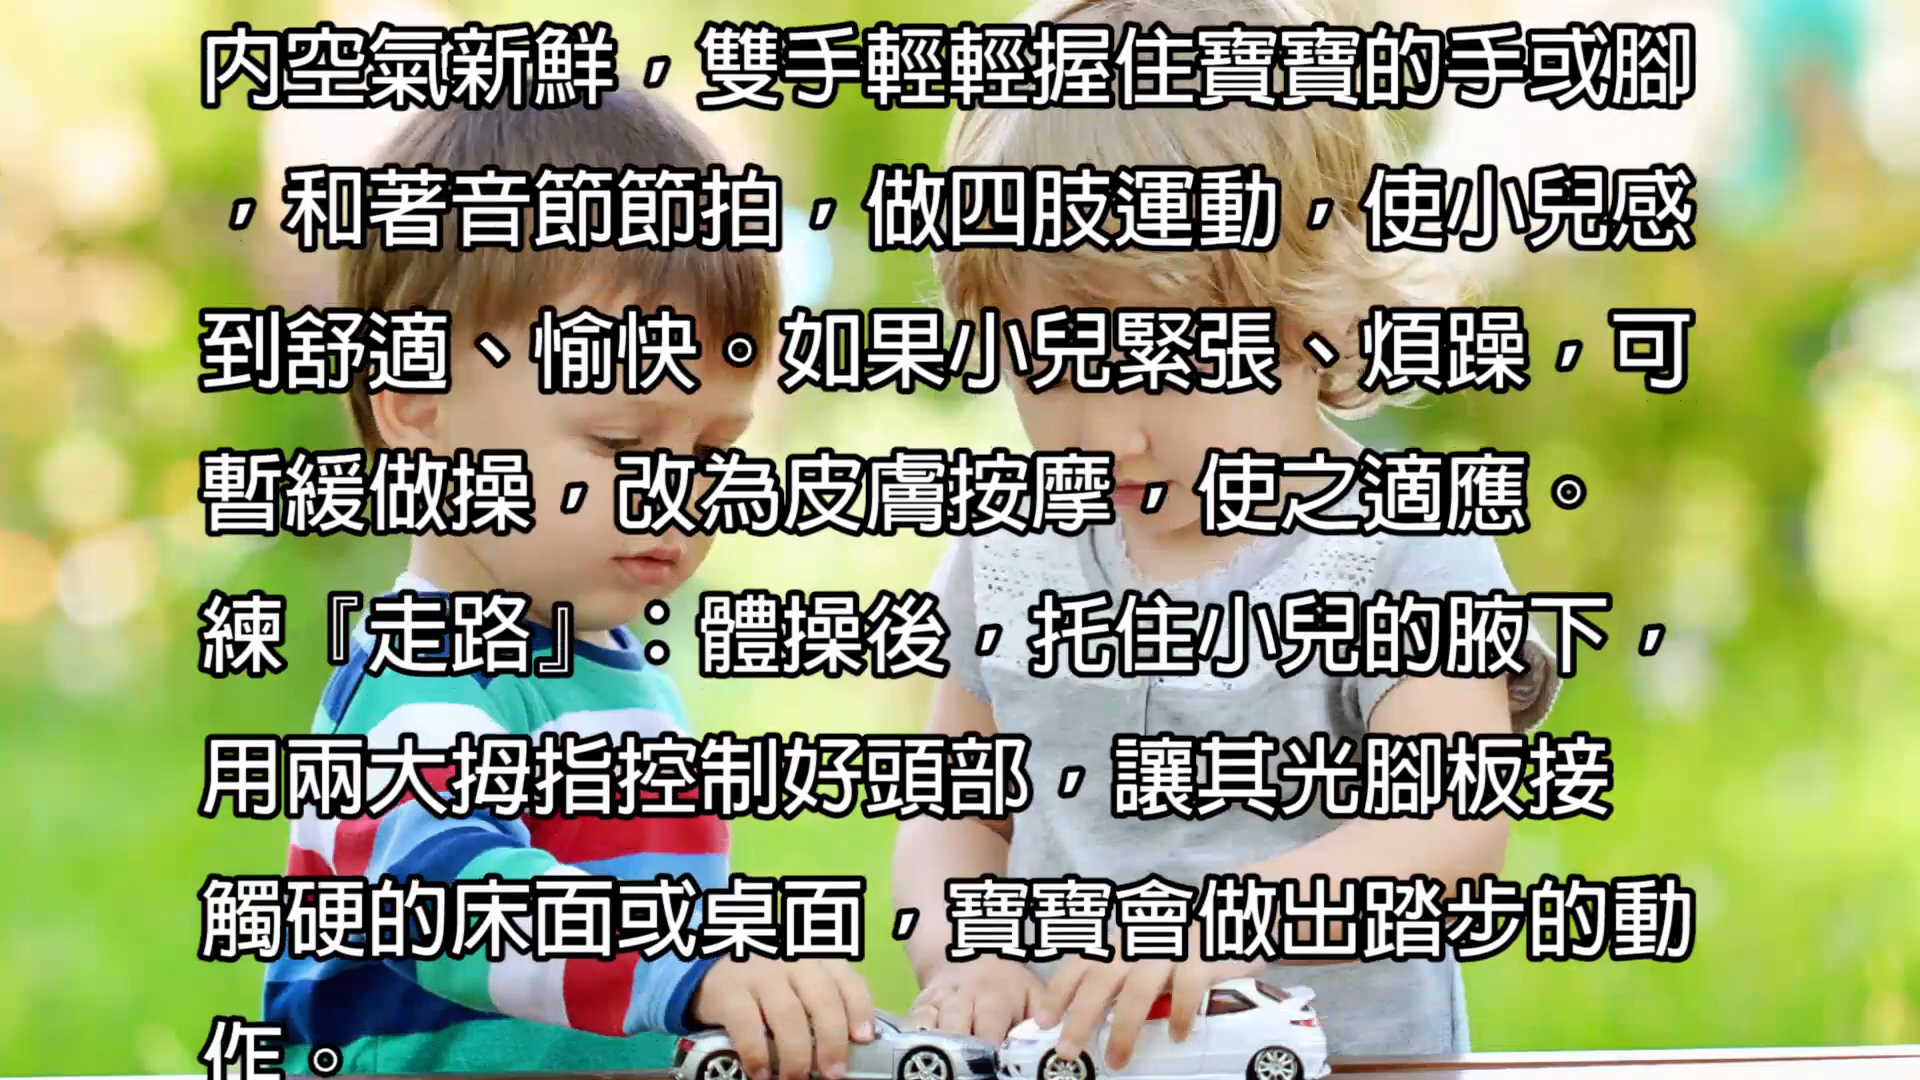 内空氣新鮮，雙手輕輕握住寶寶的手或腳
，和著音節節拍，做四肢運動，使小兒感
到舒適、愉快。如果小兒緊張、煩躁，可
暫緩做操，改為皮膚按摩，使之適應。
練『走路』：體操後，托住小兒的腋下，
用兩大拇指控制好頭部，讓其光腳板接
觸硬的床面或桌面，寶寶會做出踏步的動
作。